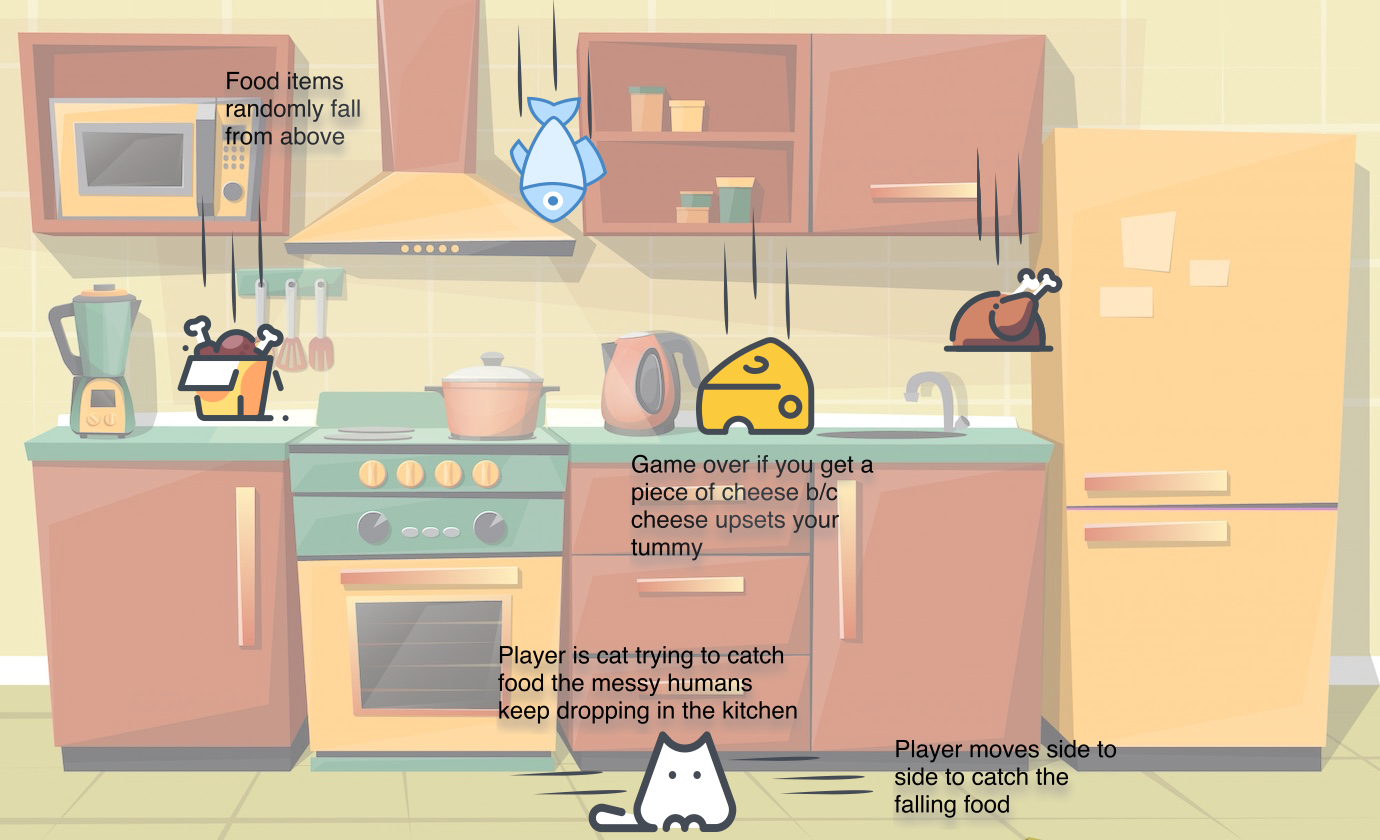 Food items
randomly fall
from above
Game over if you get a
piece of cheese b/c
cheese upsets your
tummy
Player is cat trying to catch
food the messy humans
keep dropping in the kitchen
Player moves side to
side to catch the
falling food